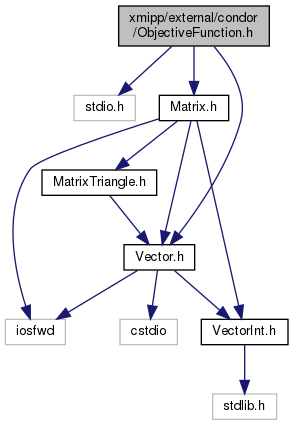 xmipp/external/condor
/ObjectiveFunction.h
stdio.h
Matrix.h
MatrixTriangle.h
Vector.h
iosfwd
cstdio
VectorInt.h
stdlib.h